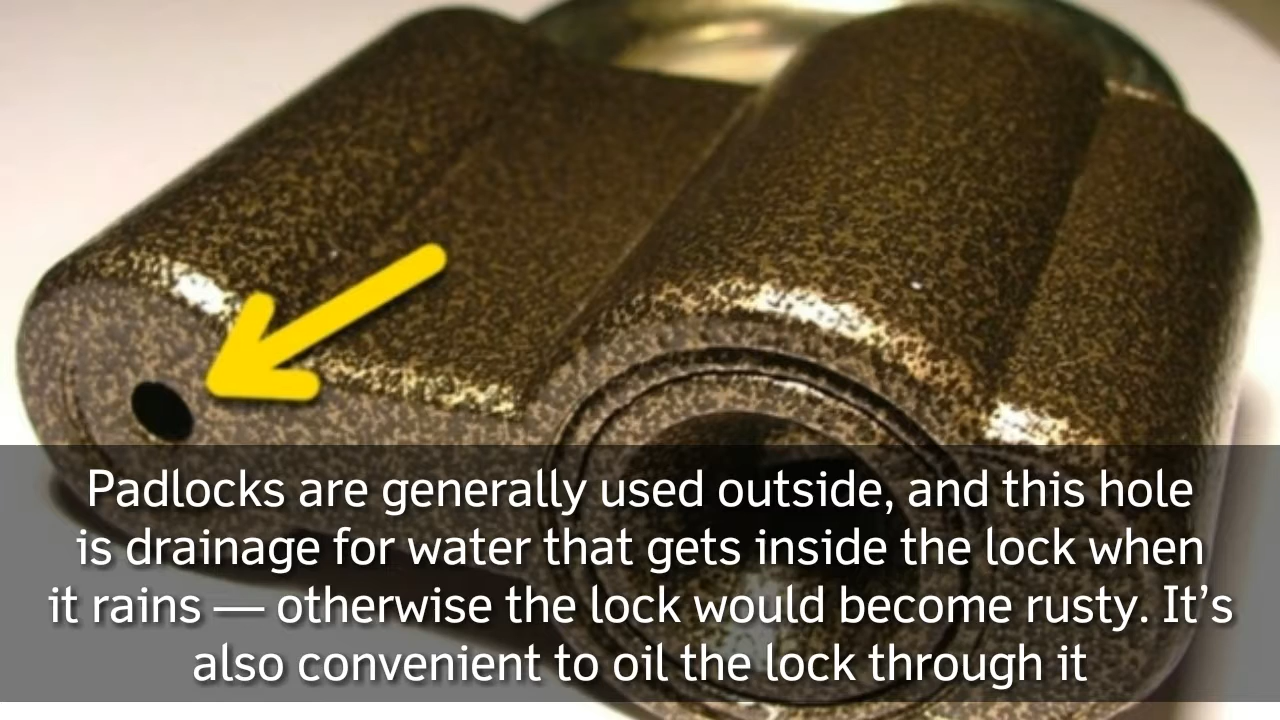 Padlocks are generally used outside, and this hole
is drainage for water that gets inside the lock when
it rains — otherwise the lock would become rusty. It’s
also convenient to oil the lock through it